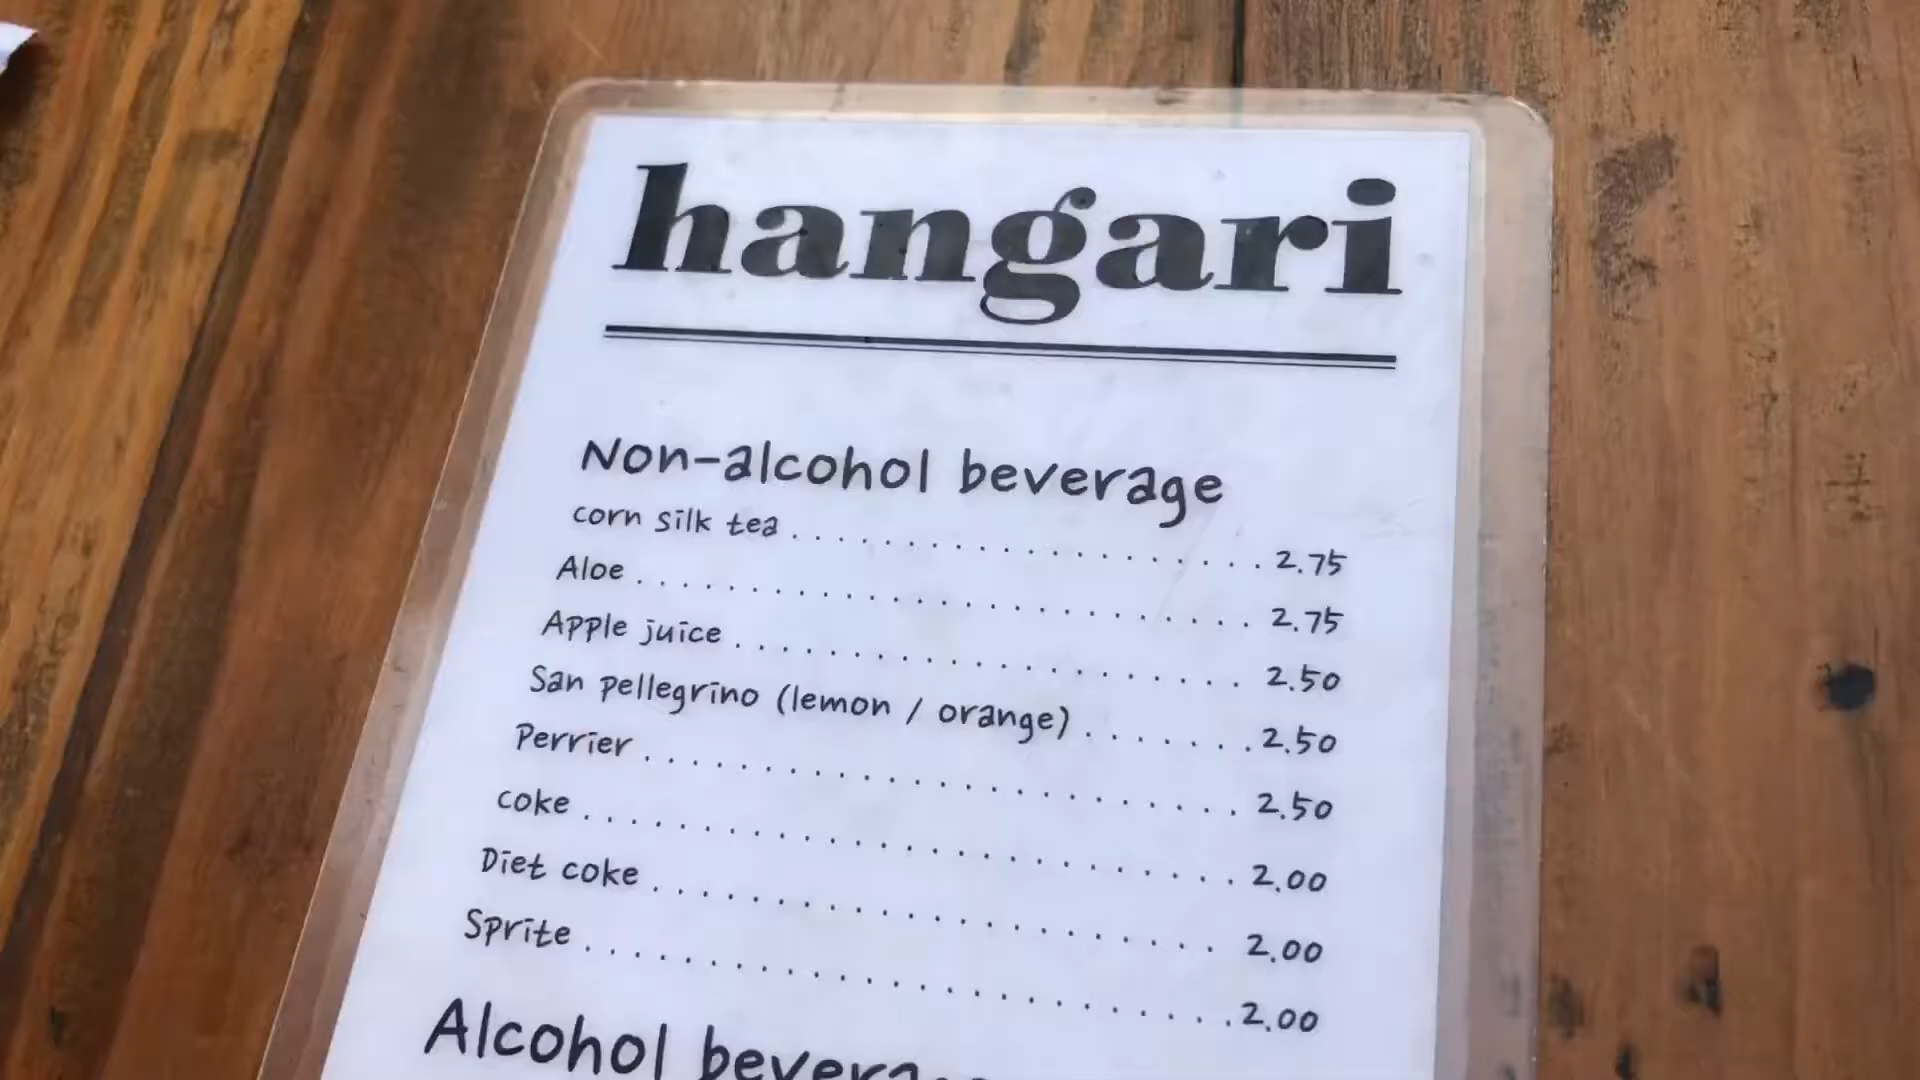 hangari
Non-alcohol beverage
corn silk tea . . . . . . . . . . . . . . . . . . . 2.75
Aloe . . . . . . . . . . . . . . . . . . . . . . 2.75
Apple juice . . . . . . . . . . . . . . . . . . 2.50
San pellegrino (lemon / orange) . . . . . . . 2.50
Perrier . . . . . . . . . . . . . . . . . . . . . 2.50
coke . . . . . . . . . . . . . . . . . . . . . . 2.00
Diet coke . . . . . . . . . . . . . . . . . . . 2.00
Sprite . . . . . . . . . . . . . . . . . . . . . 2.00
Alcohol